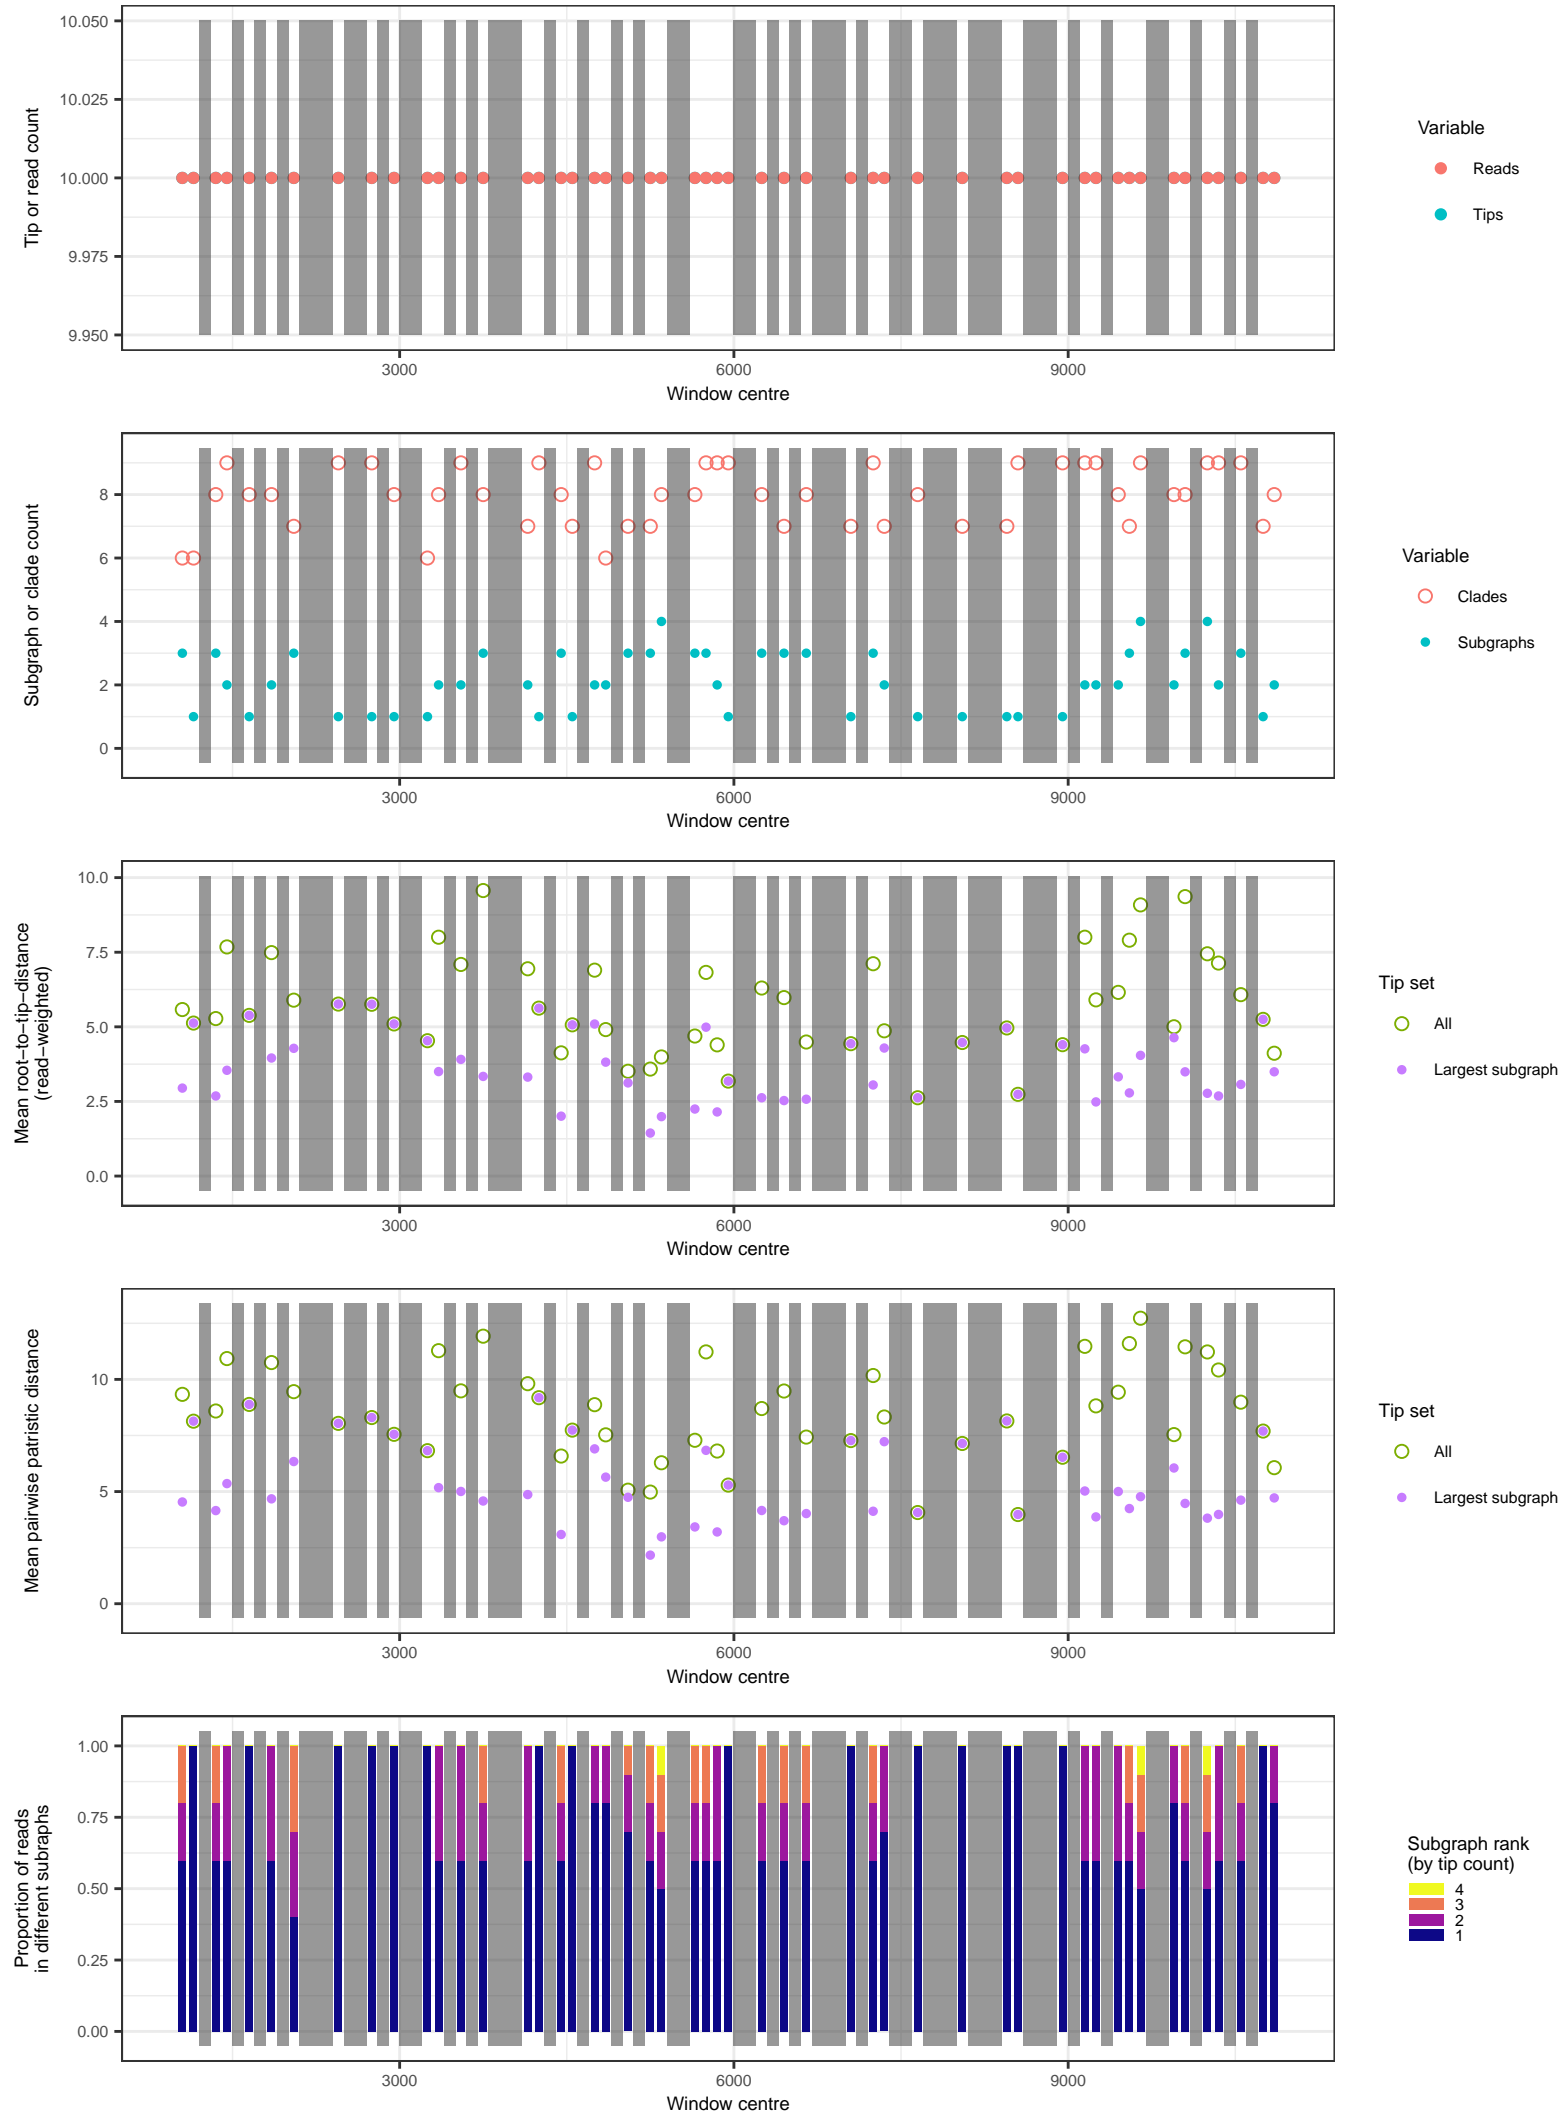 10.050
10.025
10.000
9.975
9.950
Tip or read count
3000 6000 9000
Window centre
Variable
Reads
Tips
8
6
4
2
0
Subgraph or clade count
3000 6000 9000
Window centre
Variable
Clades
Subgraphs
10.0
7.5
5.0
2.5
0.0
Mean root−to−tip−distance
(read−weighted)
3000 6000 9000
Window centre
Tip set
All
Largest subgraph
10
5
0
Mean pairwise patristic distance
3000 6000 9000
Window centre
Tip set
All
Largest subgraph
1.00
0.75
0.50
0.25
0.00
Proportion of reads
in different subraphs
3000 6000 9000
Window centre
Subgraph rank
(by tip count)
4
3
2
1